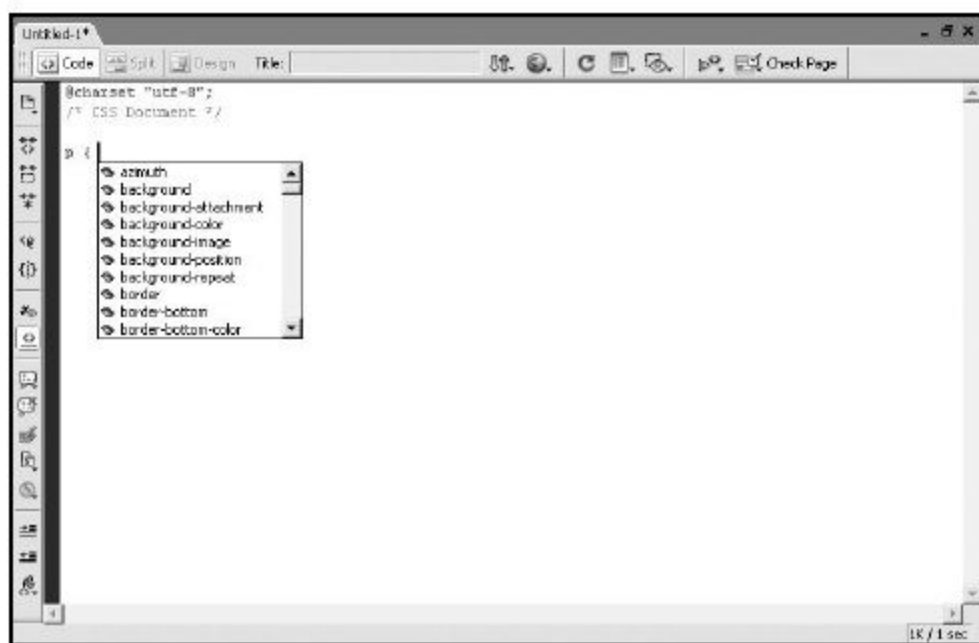 Untitled-1*
Code Split Design Title: Check Page
@charset "utf-8";
/* CSS Document */
p {
azimuth
background
background-attachment
background-color
background-image
background-position
background-repeat
border
border-bottom
border-bottom-color
1K / 1 sec